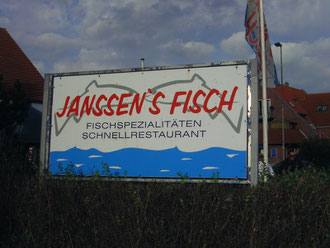 JANSSEN`S FISCH
FISCHSPEZIALITÄTEN
SCHNELLRESTAURANT